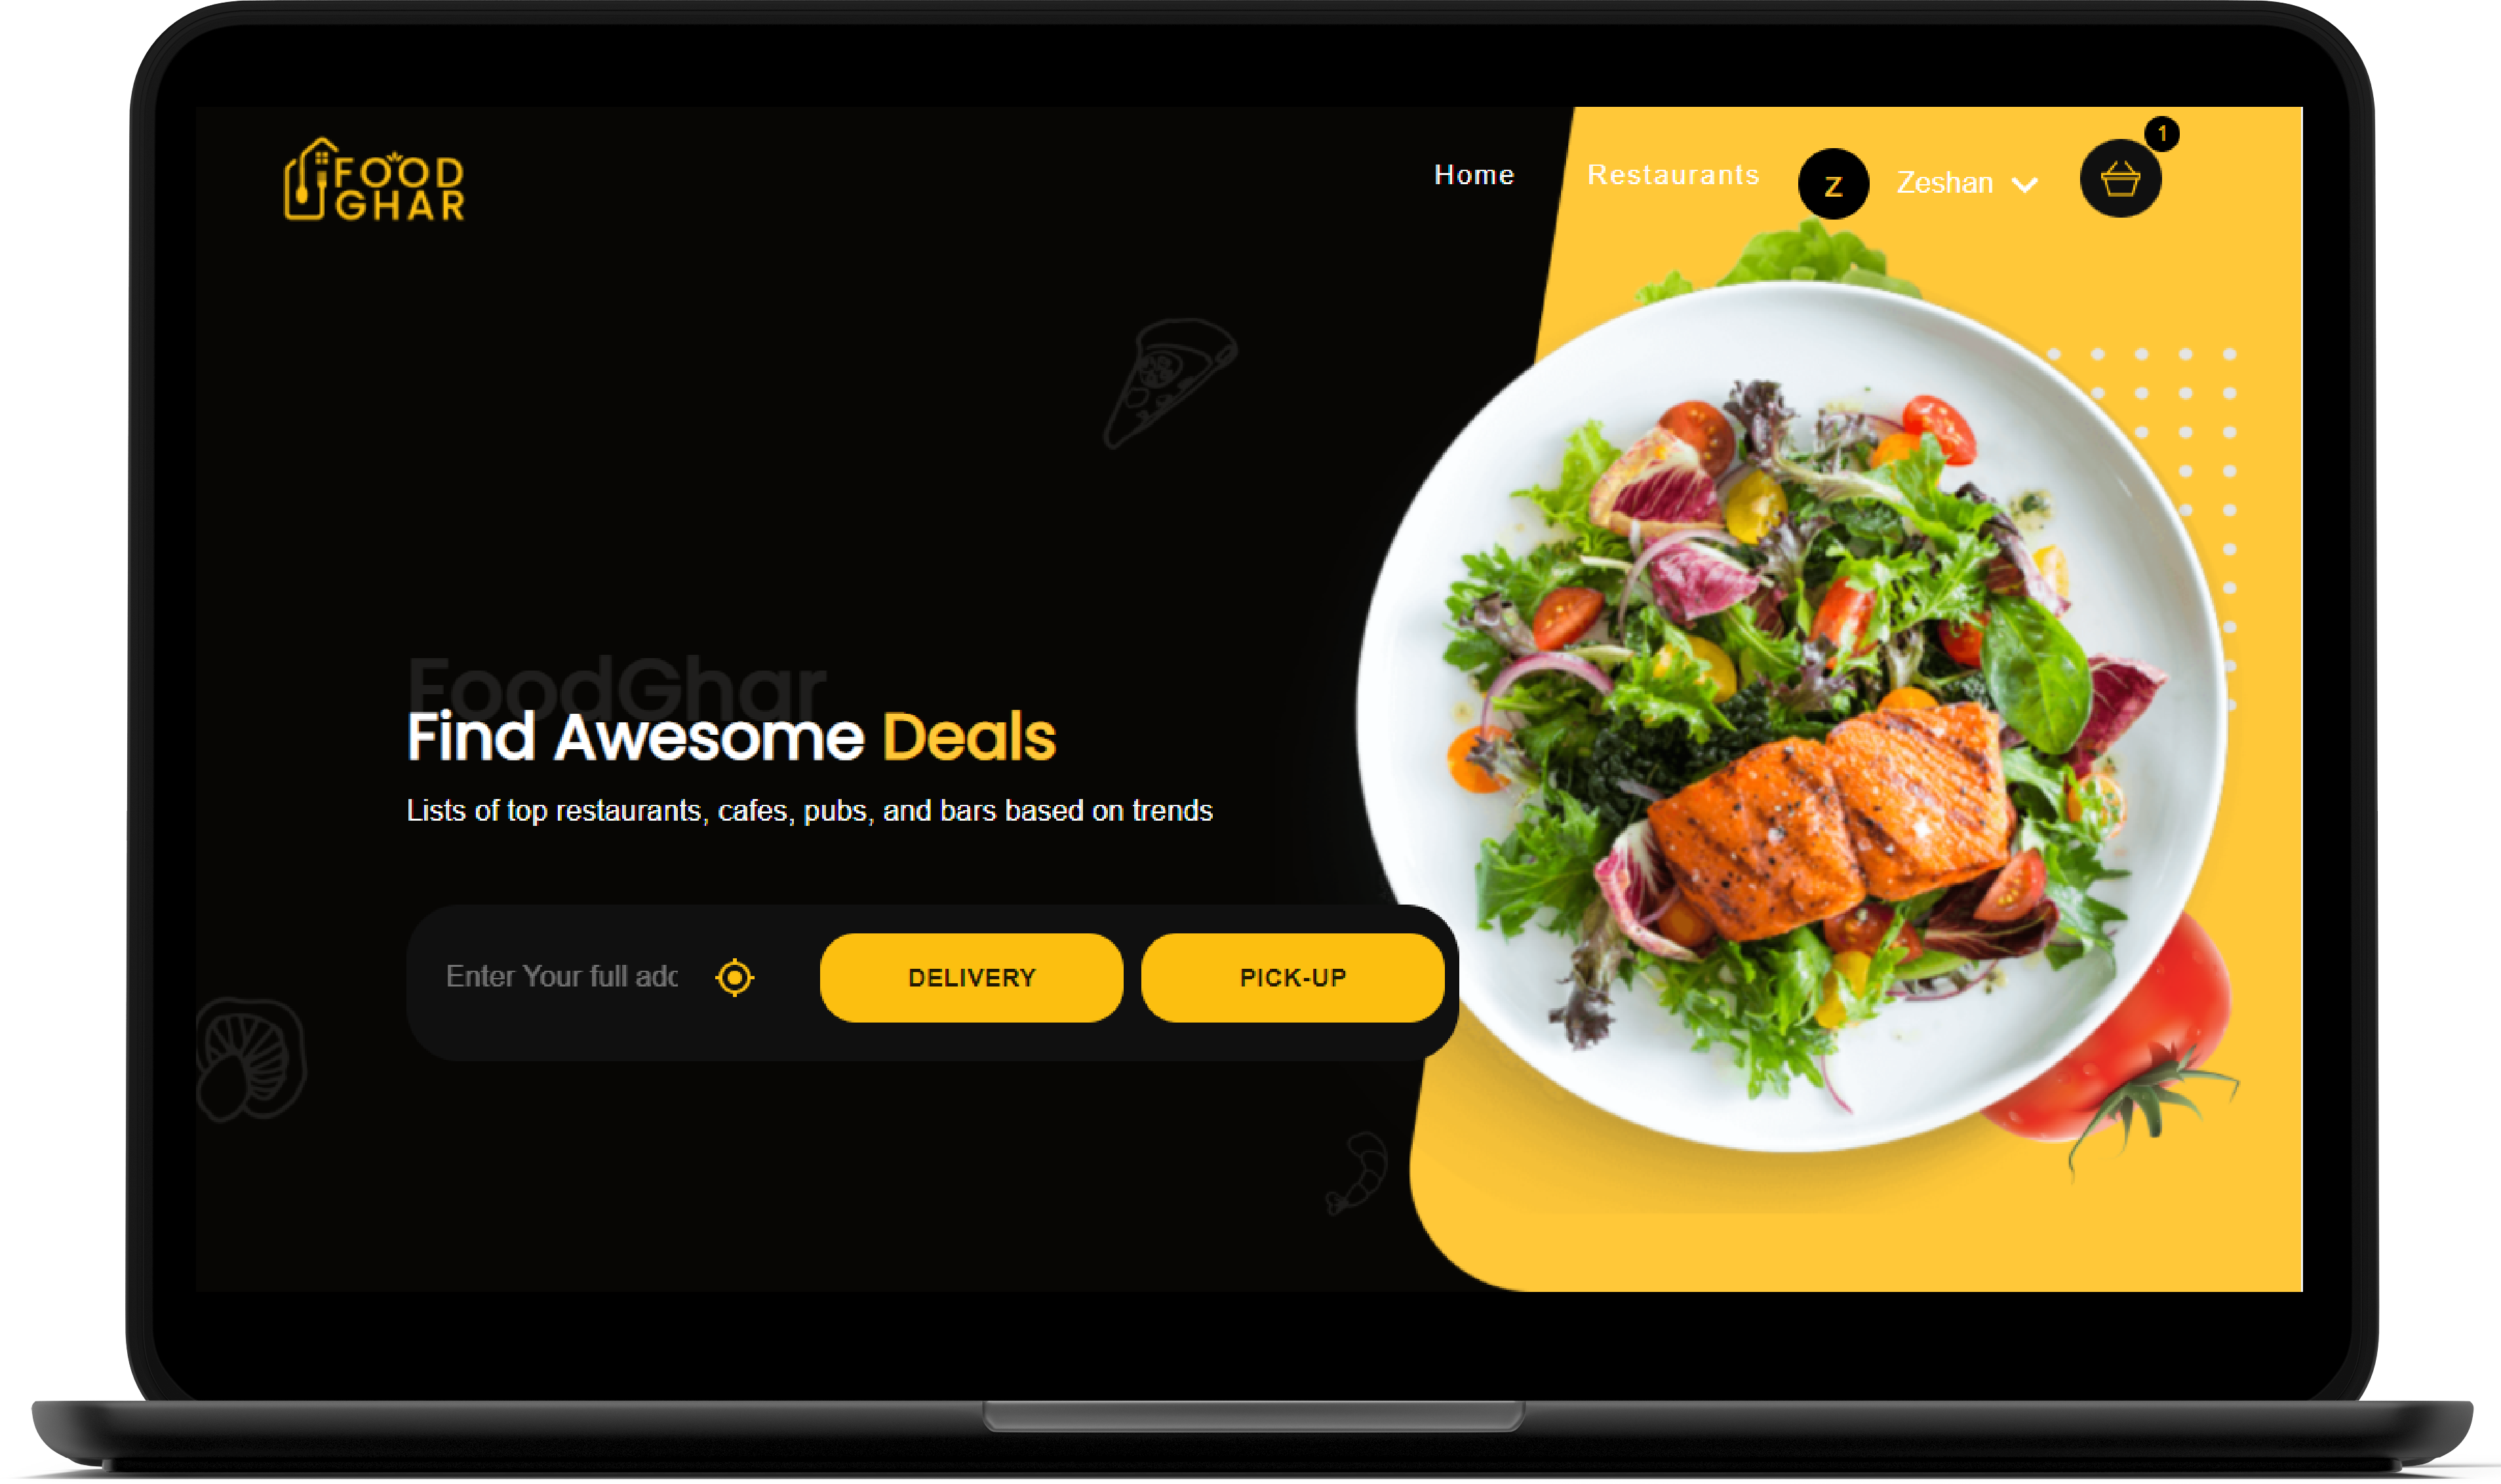 FOOD
GHAR
Home
Restaurants
Z
Zeshan
1
FoodGhar
Find Awesome Deals
Lists of top restaurants, cafes, pubs, and bars based on trends
Enter Your full add
DELIVERY
PICK-UP